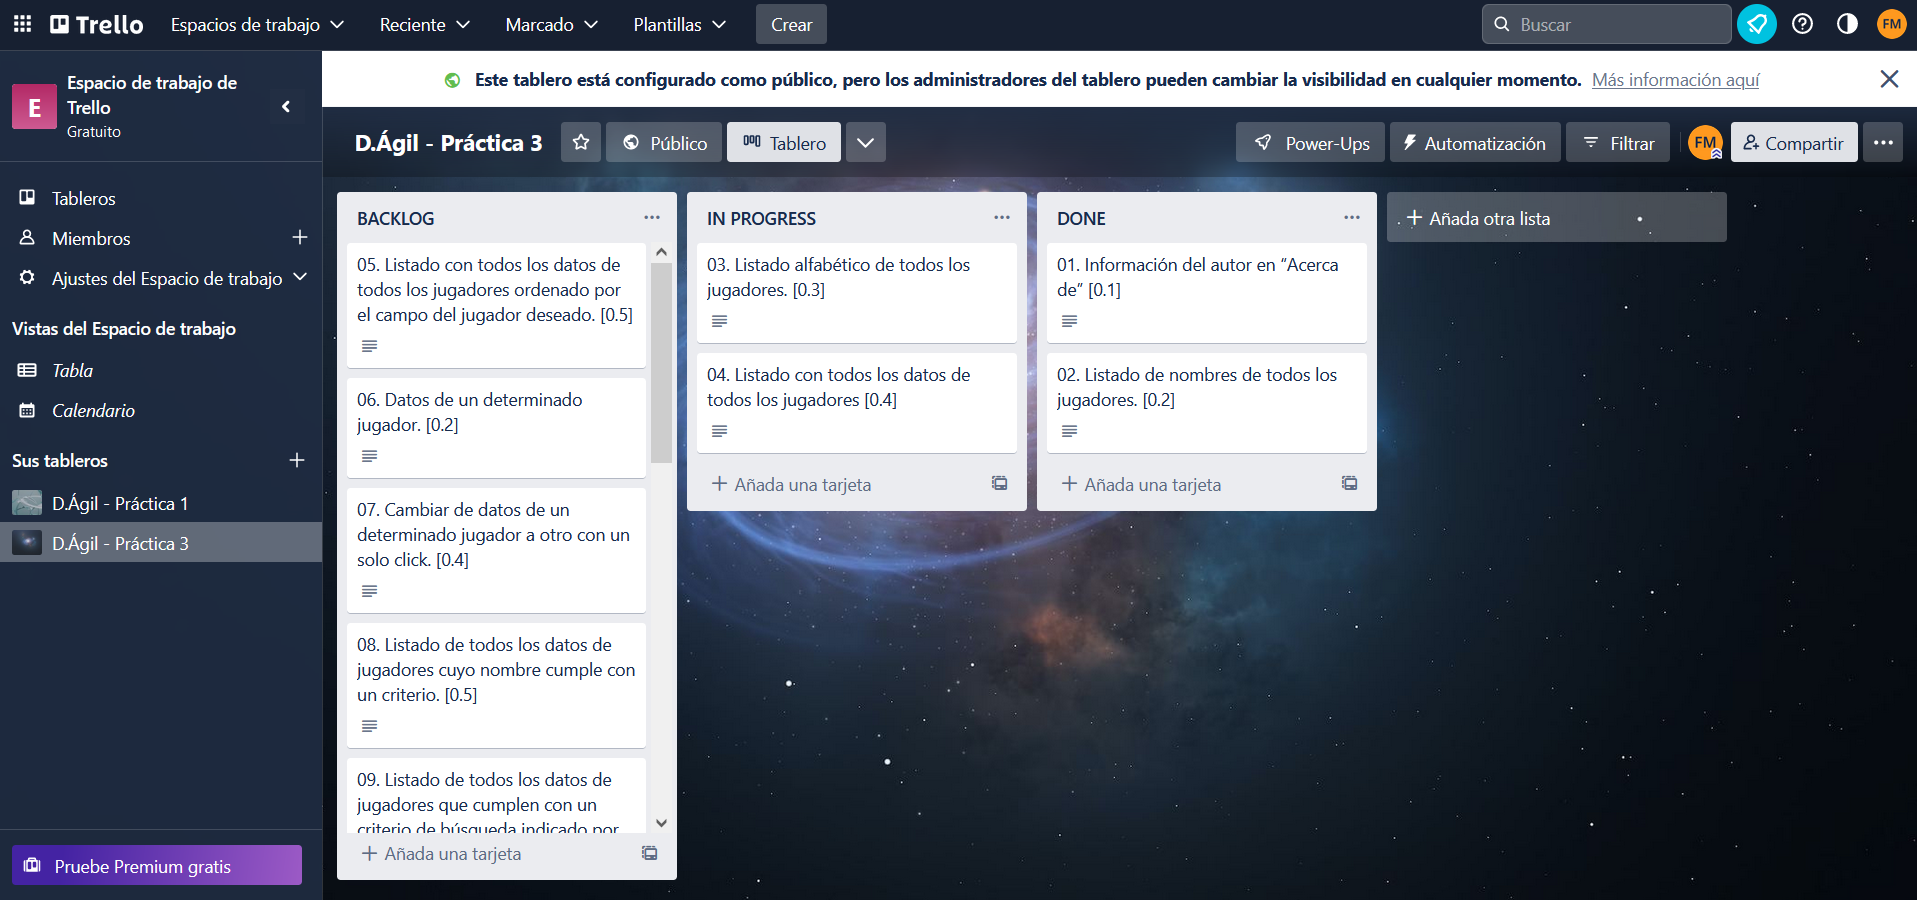 Trello
Espacios de trabajo
Reciente
Marcado
Plantillas
Crear
Buscar
FM
E
Espacio de trabajo de
Trello
Gratuito
Este tablero está configurado como público, pero los administradores del tablero pueden cambiar la visibilidad en cualquier momento. Más información aquí
D.Ágil - Práctica 3
Público
Tablero
Power-Ups
Automatización
Filtrar
FM
Compartir
Tableros
Miembros
Ajustes del Espacio de trabajo
Vistas del Espacio de trabajo
Tabla
Calendario
Sus tableros
D.Ágil - Práctica 1
D.Ágil - Práctica 3
Pruebe Premium gratis
BACKLOG
05. Listado con todos los datos de
todos los jugadores ordenado por
el campo del jugador deseado. [0.5]
06. Datos de un determinado
jugador. [0.2]
07. Cambiar de datos de un
determinado jugador a otro con un
solo click. [0.4]
08. Listado de todos los datos de
jugadores cuyo nombre cumple con
un criterio. [0.5]
09. Listado de todos los datos de
jugadores que cumplen con un
criterio de búsqueda indicado por
Añada una tarjeta
IN PROGRESS
03. Listado alfabético de todos los
jugadores. [0.3]
04. Listado con todos los datos de
todos los jugadores [0.4]
Añada una tarjeta
DONE
01. Información del autor en “Acerca
de” [0.1]
02. Listado de nombres de todos los
jugadores. [0.2]
Añada una tarjeta
Añada otra lista